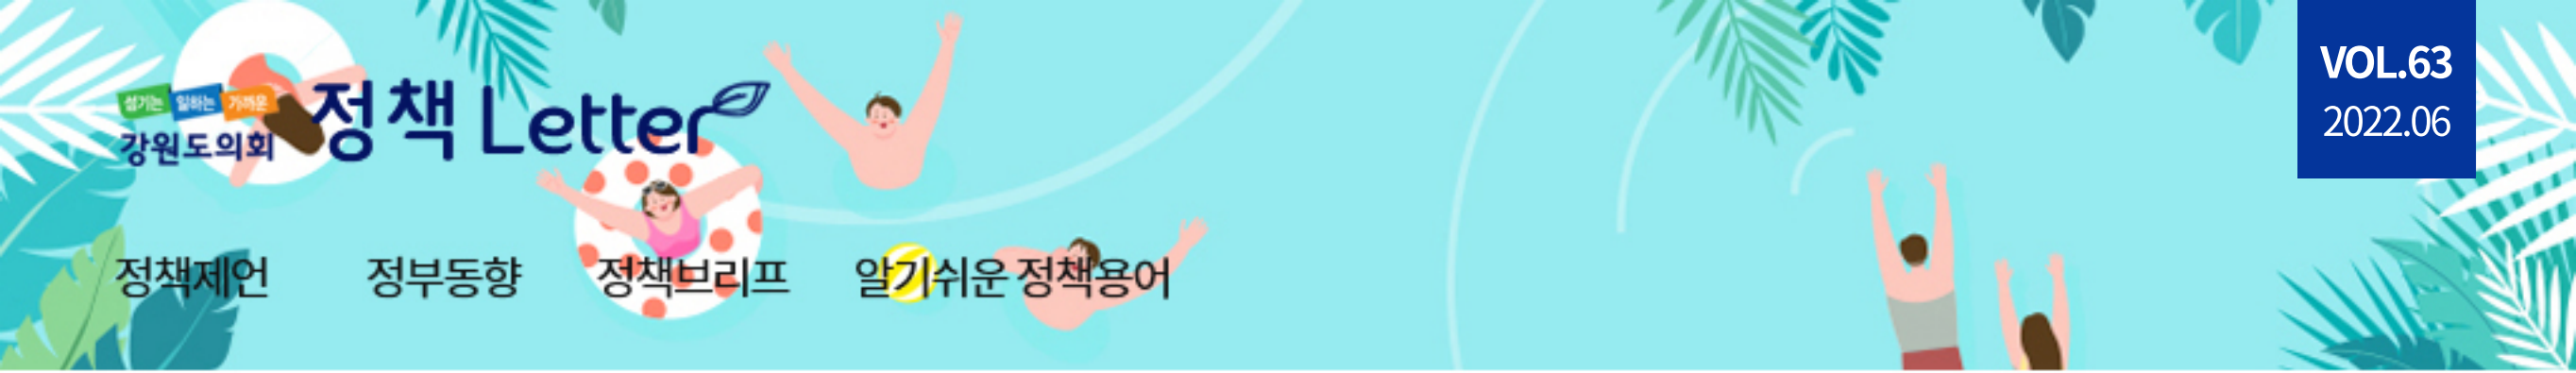 섬기는 일하는 가까운
강원도의회 정책 Letter
VOL.63
2022.06
정책제언 정부동향 정책브리프 알기쉬운 정책용어